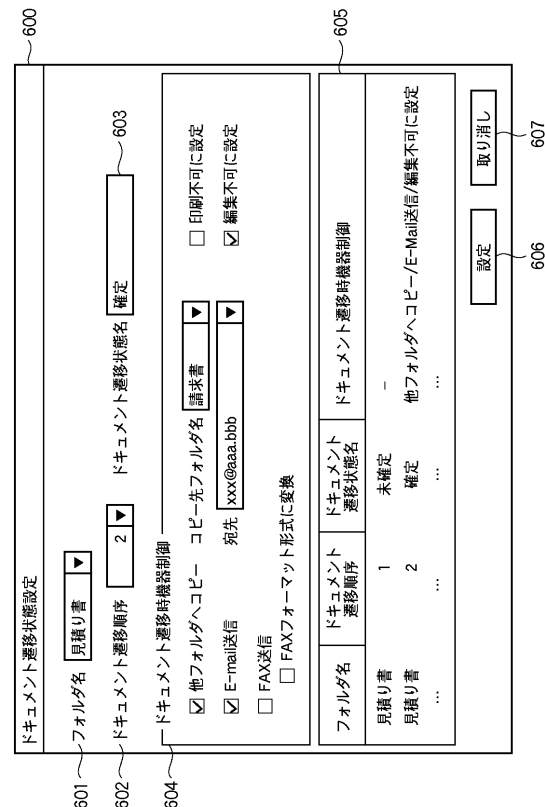 600
ドキュメント遷移状態設定
601
フォルダ名 見積り書 ▼
602
ドキュメント遷移順序 2 ▼ ドキュメント遷移状態名 確定
603
604
ドキュメント遷移時機器制御
☑ 他フォルダへコピー コピー先フォルダ名 請求書 ▼ ☐ 印刷不可に設定
☑ E-mail送信 宛先 xxx@aaa.bbb ▼ ☑ 編集不可に設定
☐ FAX送信
☐ FAXフォーマット形式に変換
605
フォルダ名 ドキュメント遷移順序 ドキュメント遷移状態名 ドキュメント遷移時機器制御
見積り書 1 未確定 −
見積り書 2 確定 他フォルダへコピー/E-Mail送信/編集不可に設定
… … … …
設定 取り消し
606 607